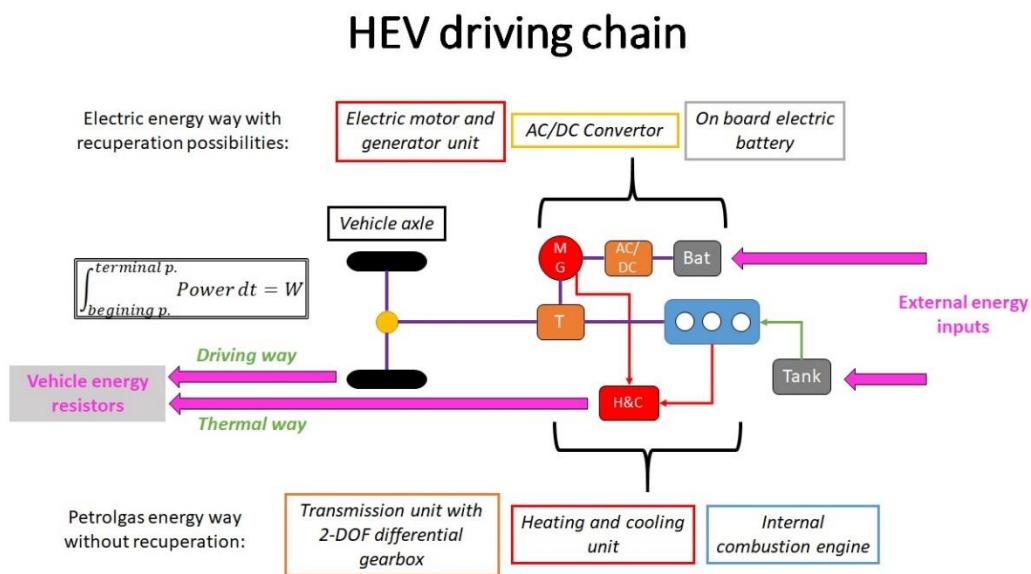 HEV driving chain
Electric energy way with
recuperation possibilities:
Electric motor and
generator unit
AC/DC Convertor
On board electric
battery
Vehicle axle
M
G
AC/
DC
Bat
∫ terminal p. begining p. Power dt = W
T
External energy
inputs
Driving way
Vehicle energy
resistors
Tank
H&C
Thermal way
Petrolgas energy way
without recuperation:
Transmission unit with
2-DOF differential
gearbox
Heating and cooling
unit
Internal
combustion engine